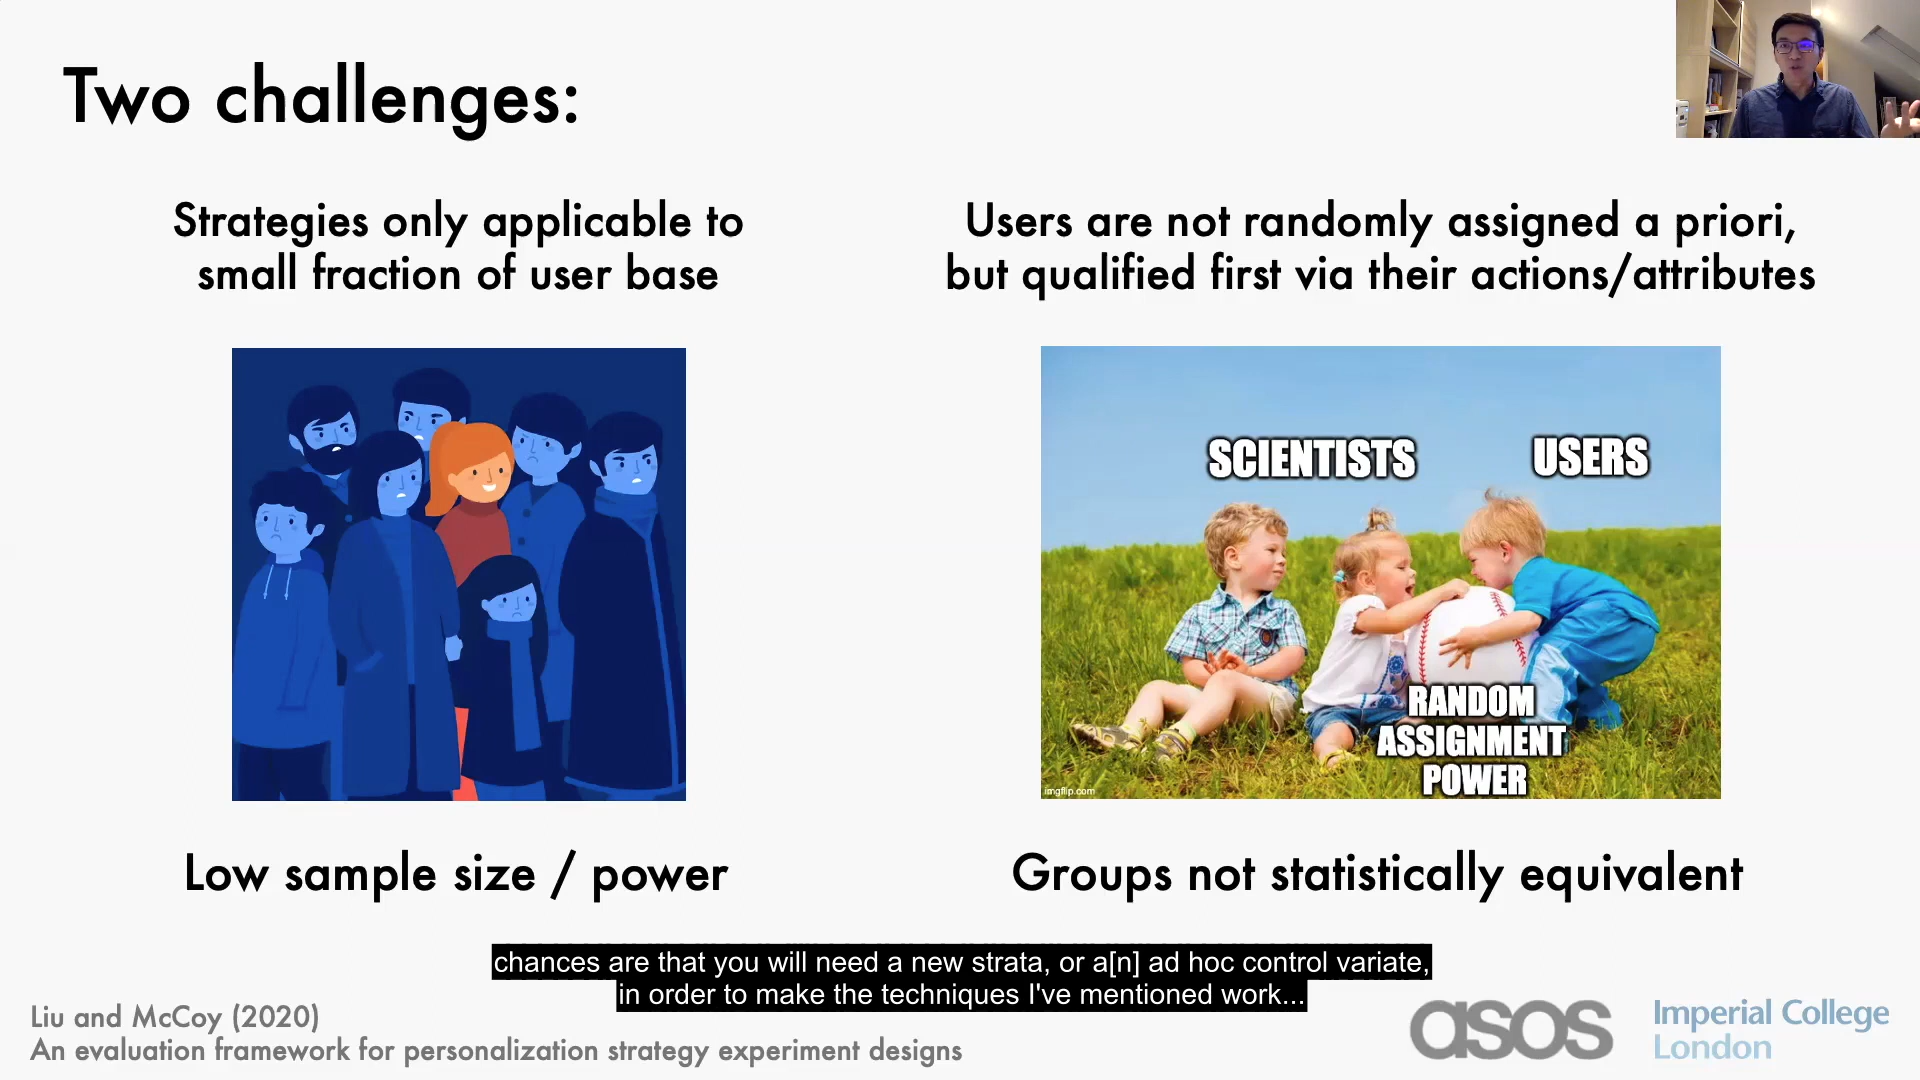 Two challenges:
Strategies only applicable to
small fraction of user base
Users are not randomly assigned a priori,
but qualified first via their actions/attributes
SCIENTISTS
USERS
RANDOM
ASSIGNMENT
POWER
imgflip.com
Low sample size / power
Groups not statistically equivalent
chances are that you will need a new strata, or a[n] ad hoc control variate,
in order to make the techniques I've mentioned work...
Liu and McCoy (2020)
An evaluation framework for personalization strategy experiment designs
asos
Imperial College
London